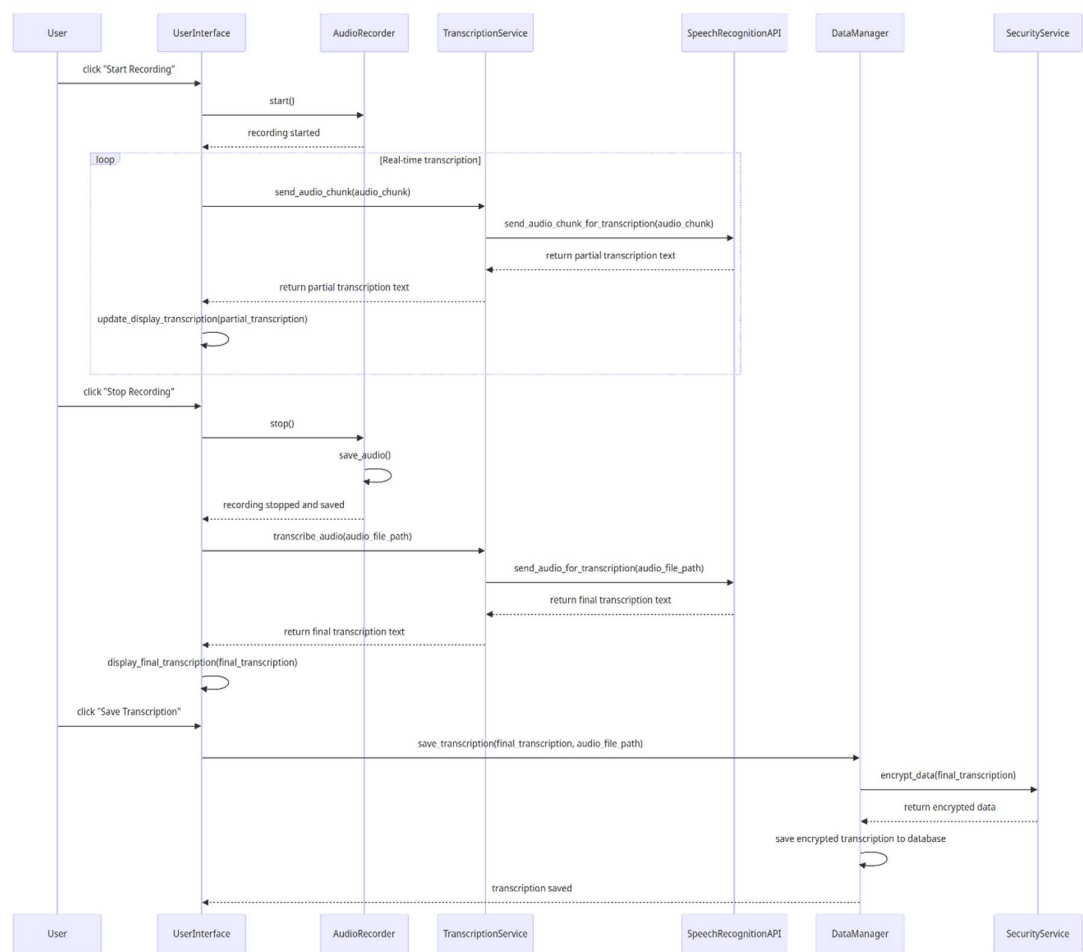 User
UserInterface
AudioRecorder
TranscriptionService
SpeechRecognitionAPI
DataManager
SecurityService
click "Start Recording"
start()
recording started
loop
[Real-time transcription]
send_audio_chunk(audio_chunk)
send_audio_chunk_for_transcription(audio_chunk)
return partial transcription text
return partial transcription text
update_display_transcription(partial_transcription)
click "Stop Recording"
stop()
save_audio()
recording stopped and saved
transcribe_audio(audio_file_path)
send_audio_for_transcription(audio_file_path)
return final transcription text
return final transcription text
display_final_transcription(final_transcription)
click "Save Transcription"
save_transcription(final_transcription, audio_file_path)
encrypt_data(final_transcription)
return encrypted data
save encrypted transcription to database
transcription saved
User
UserInterface
AudioRecorder
TranscriptionService
SpeechRecognitionAPI
DataManager
SecurityService